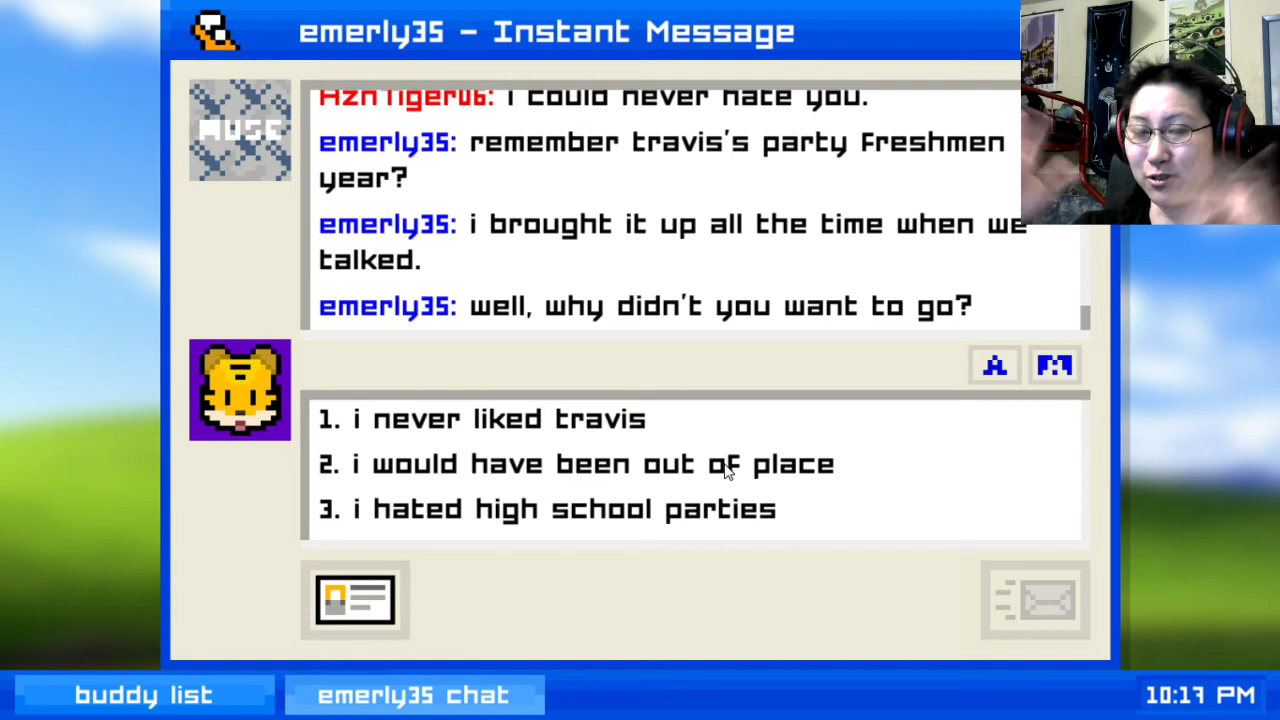 emerly35 - Instant Message
MUSE
AznTiger06: i could never hate you.
emerly35: remember travis's party Freshmen
year?
emerly35: i brought it up all the time when we
talked.
emerly35: well, why didn't you want to go?
A
1. i never liked travis
2. i would have been out of place
3. i hated high school parties
buddy list
emerly35 chat
10:17 PM